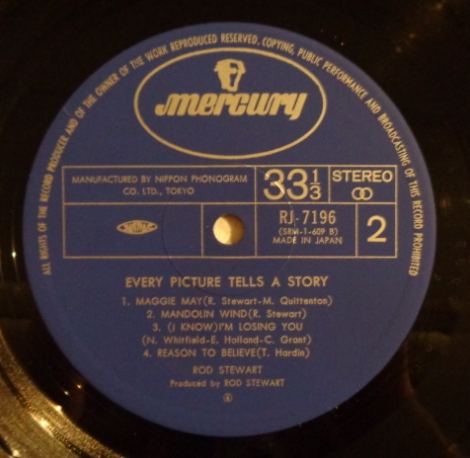 ALL RIGHTS OF THE RECORD PRODUCER AND OF THE OWNER OF THE WORK REPRODUCED RESERVED. COPYING, PUBLIC PERFORMANCE AND BROADCASTING OF THIS RECORD PROHIBITED
mercury
MANUFACTURED BY NIPPON PHONOGRAM
CO. LTD., TOKYO
33 1/3
STEREO
RJ-7196
(SRM-1-609 B)
MADE IN JAPAN
2
EVERY PICTURE TELLS A STORY
1. MAGGIE MAY(R. Stewart-M. Quittenton)
2. MANDOLIN WIND(R. Stewart)
3. (I KNOW)I'M LOSING YOU
(N. Whitfield-E. Holland-C. Grant)
4. REASON TO BELIEVE(T. Hardin)
ROD STEWART
Produced by ROD STEWART